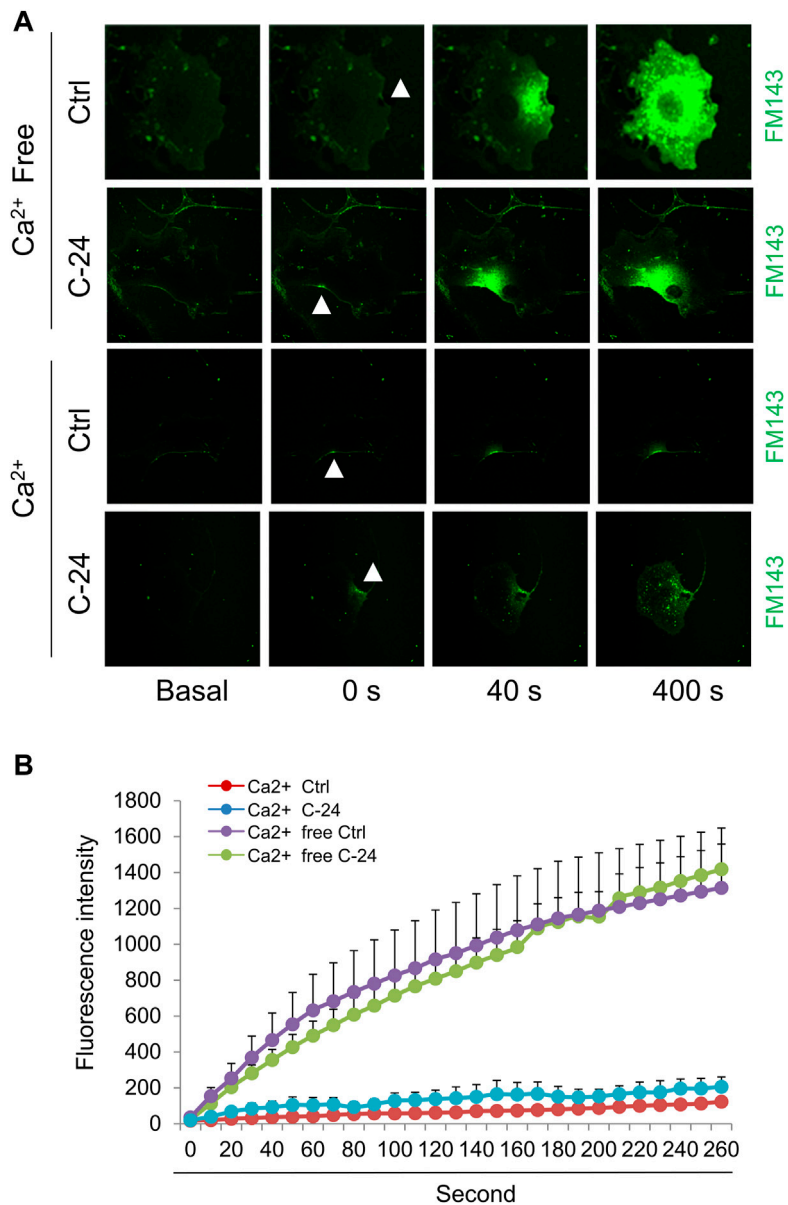 A
Ca2+ Free
Ctrl
FM143
C-24
FM143
Ca2+
Ctrl
FM143
C-24
FM143
Basal 0 s 40 s 400 s
B
Ca2+ Ctrl
Ca2+ C-24
Ca2+ free Ctrl
Ca2+ free C-24
Fluorescence intensity
1800
1600
1400
1200
1000
800
600
400
200
0
0 20 40 60 80 100 120 140 160 180 200 220 240 260
Second